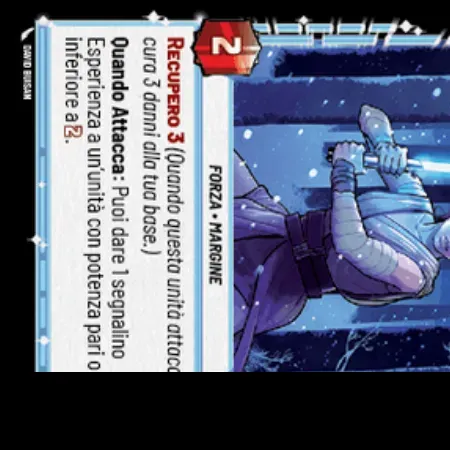 2
FORZA • MARGINE
RECUPERO 3 (Quando questa unità attacc
cura 3 danni alla tua base.)
Quando Attacca: Puoi dare 1 segnalino
Esperienza a un'unità con potenza pari o
inferiore a 2.
DAVID BUISAN